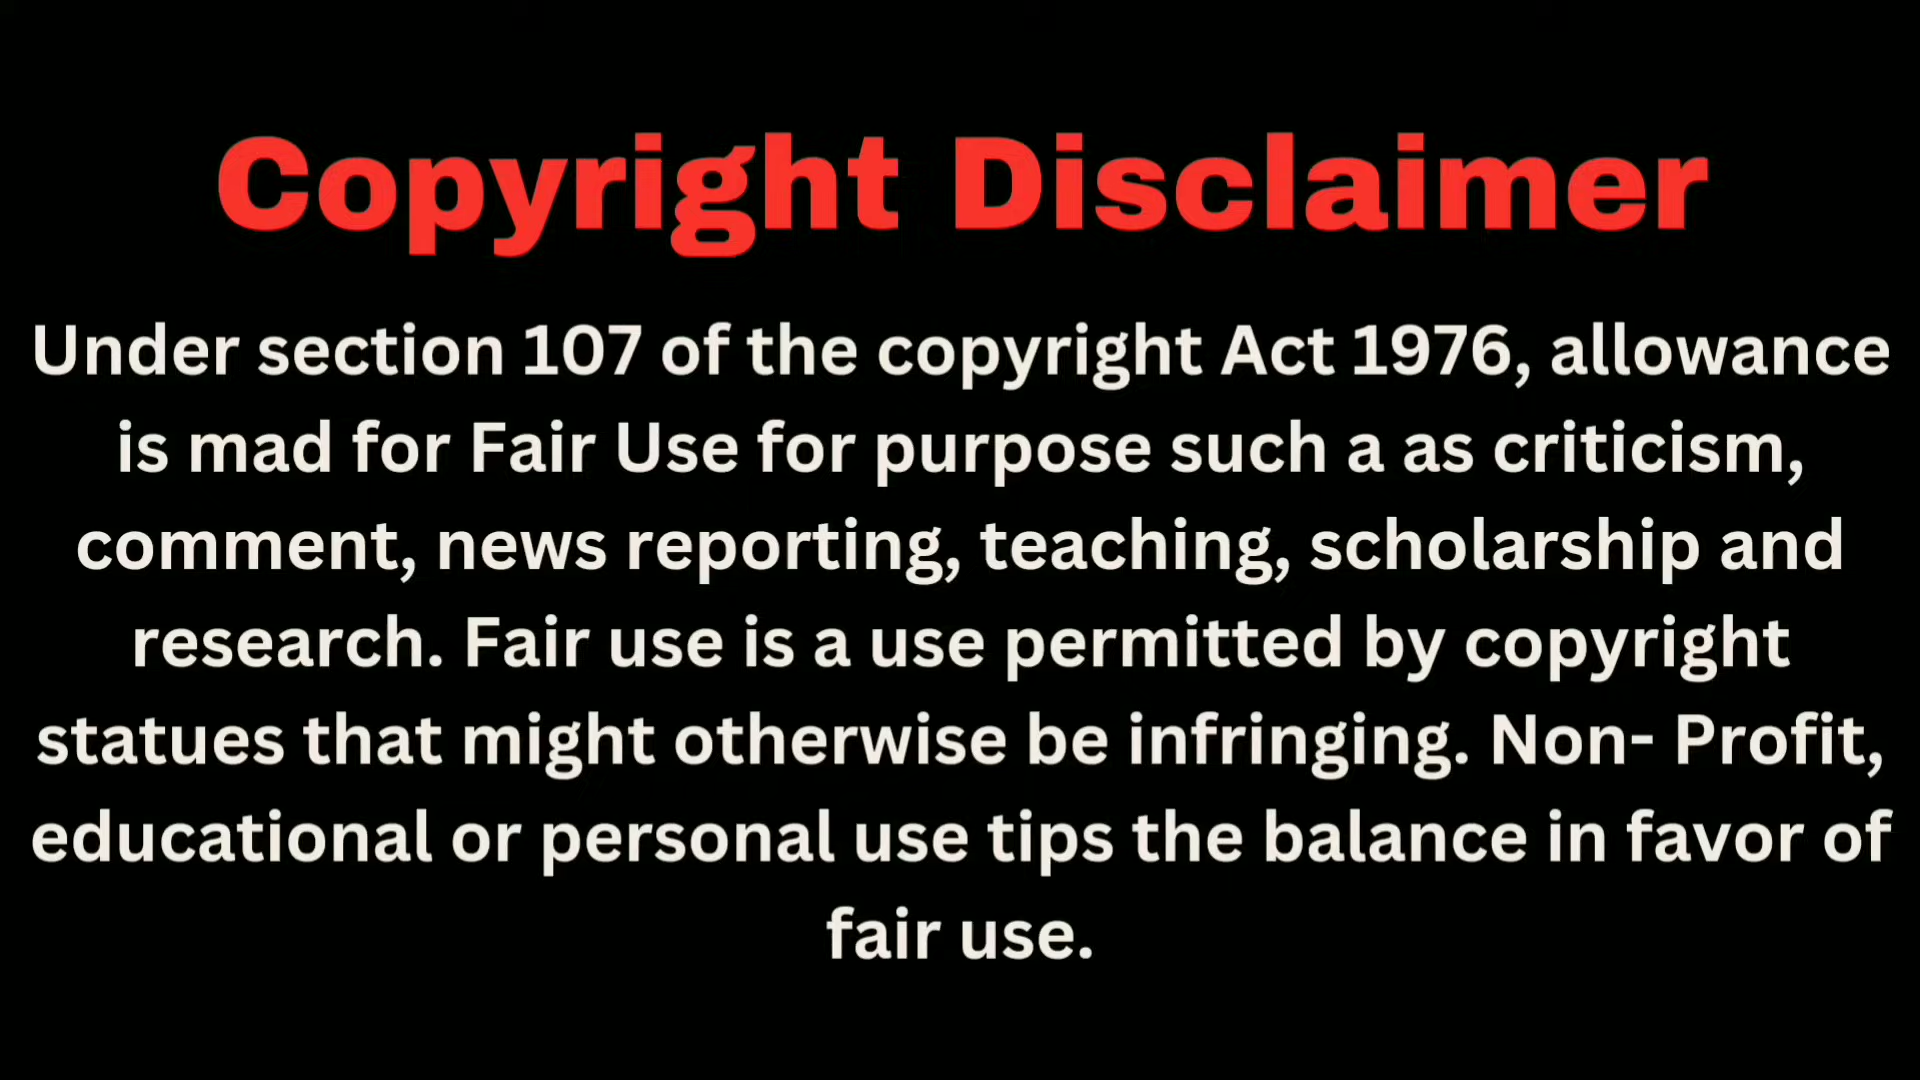 Copyright Disclaimer
Under section 107 of the copyright Act 1976, allowance
is mad for Fair Use for purpose such a as criticism,
comment, news reporting, teaching, scholarship and
research. Fair use is a use permitted by copyright
statues that might otherwise be infringing. Non- Profit,
educational or personal use tips the balance in favor of
fair use.